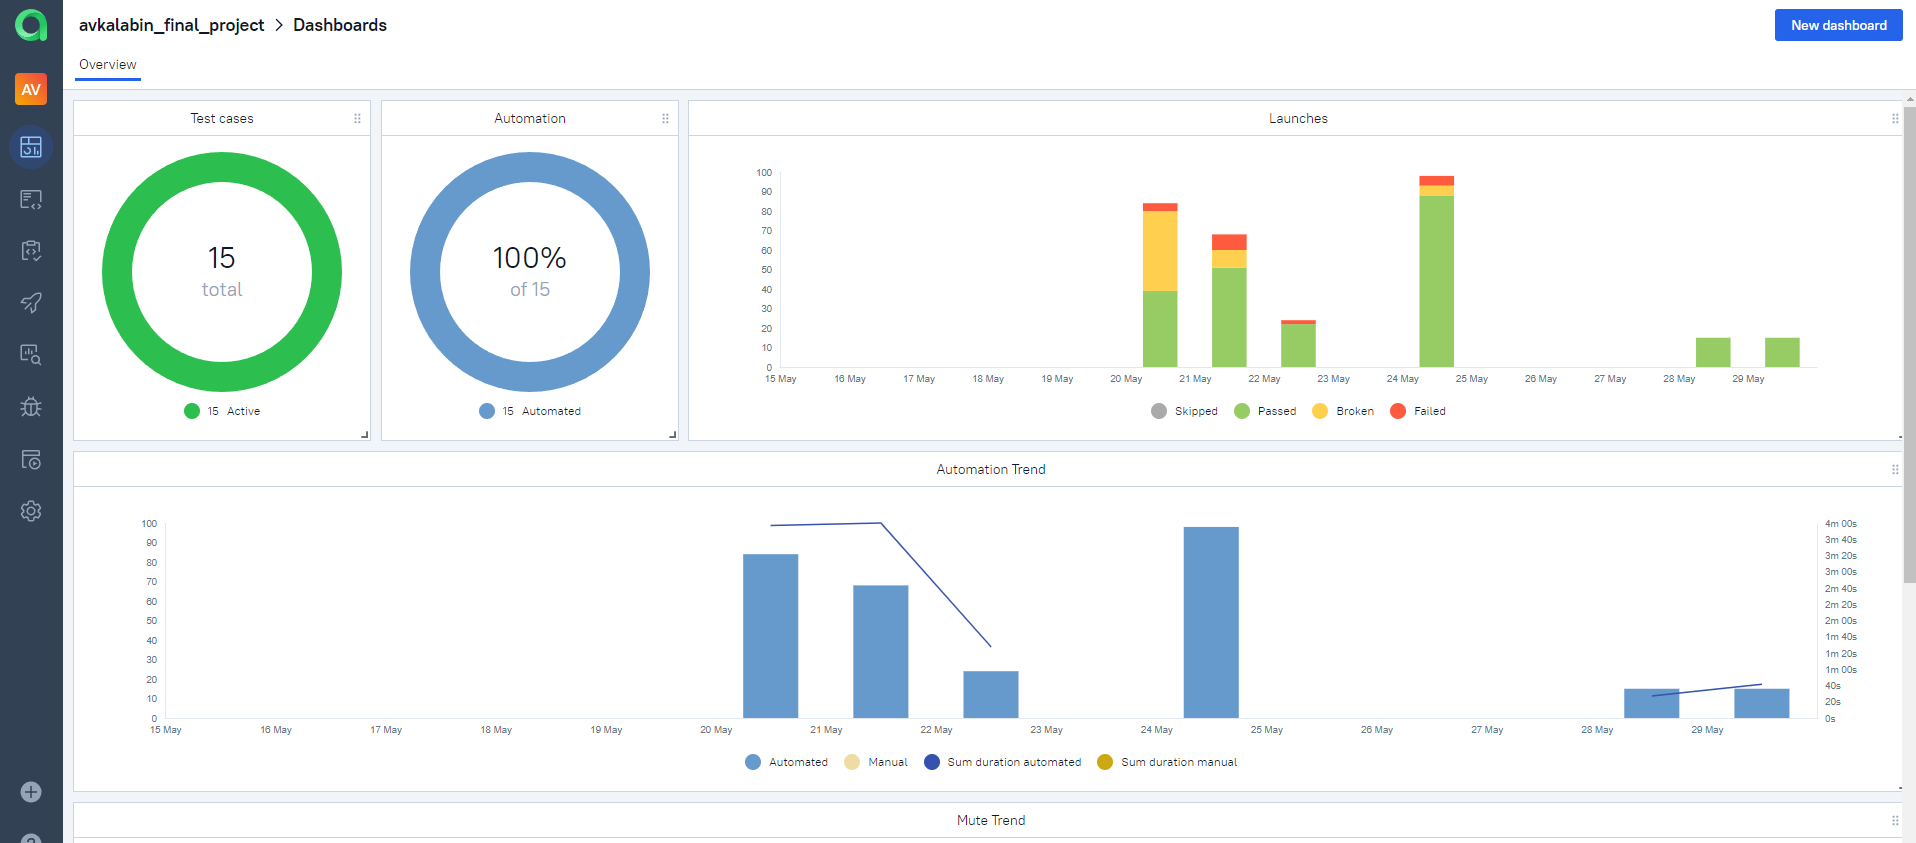 avkalabin_final_project > Dashboards
New dashboard
Overview
AV
Test cases
15
total
15 Active
Automation
100%
of 15
15 Automated
Launches
100
90
80
70
60
50
40
30
20
10
0
15 May 16 May 17 May 18 May 19 May 20 May 21 May 22 May 23 May 24 May 25 May 26 May 27 May 28 May 29 May
Skipped Passed Broken Failed
Automation Trend
100
90
80
70
60
50
40
30
20
10
0
4m 00s
3m 40s
3m 20s
3m 00s
2m 40s
2m 20s
2m 00s
1m 40s
1m 20s
1m 00s
40s
20s
0s
15 May 16 May 17 May 18 May 19 May 20 May 21 May 22 May 23 May 24 May 25 May 26 May 27 May 28 May 29 May
Automated Manual Sum duration automated Sum duration manual
Mute Trend